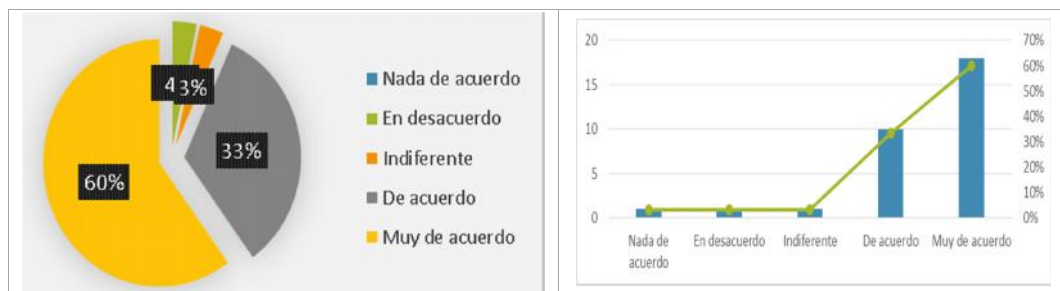 4
3%
33%
60%
Nada de acuerdo
En desacuerdo
Indiferente
De acuerdo
Muy de acuerdo
20
15
10
5
0
70%
60%
50%
40%
30%
20%
10%
0%
Nada de
acuerdo
En desacuerdo
Indiferente
De acuerdo
Muy de acuerdo